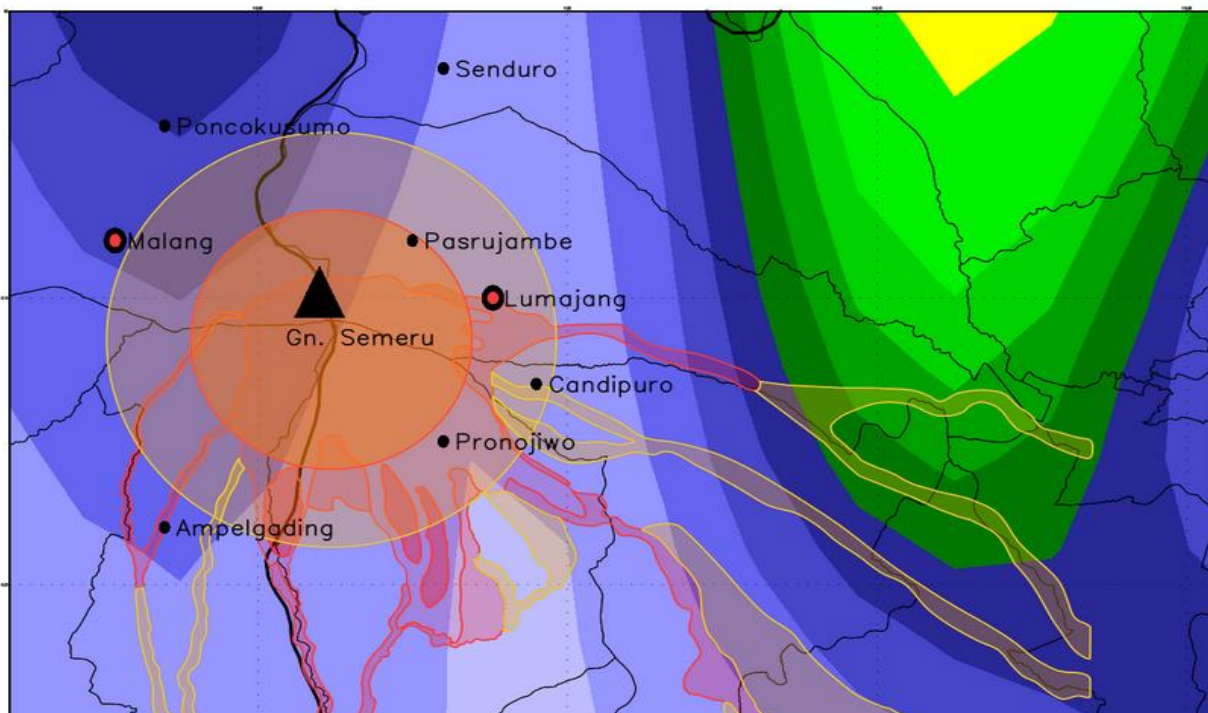 Senduro
Poncokusumo
Malang
Pasrujambe
Lumajang
Gn. Semeru
Candipuro
Pronojiwo
Ampelgading